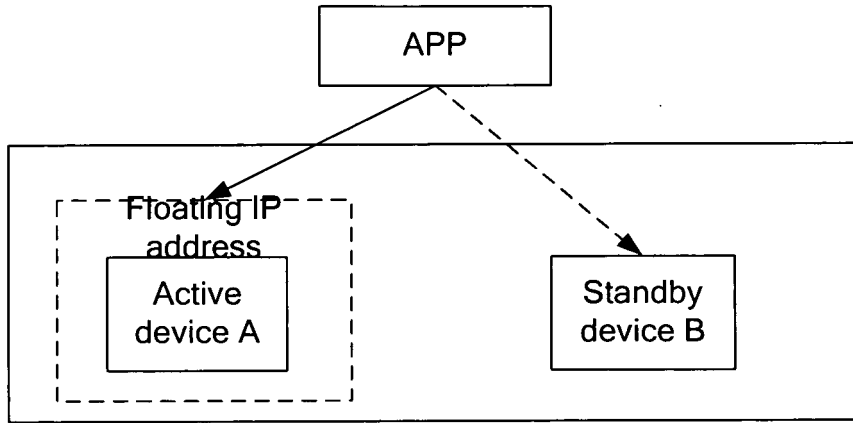 APP
Floating IP
address
Active
device A
Standby
device B